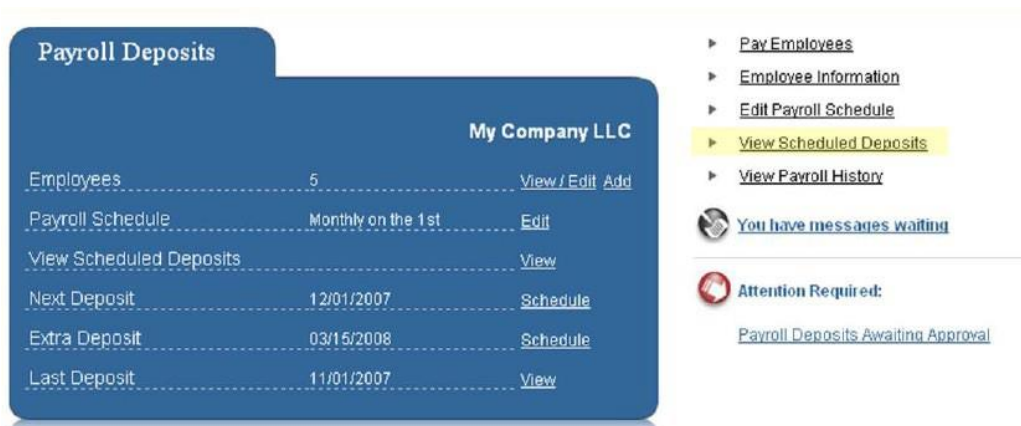 Payroll Deposits
My Company LLC
Employees 5 View / Edit Add
Payroll Schedule Monthly on the 1st Edit
View Scheduled Deposits View
Next Deposit 12/01/2007 Schedule
Extra Deposit 03/15/2008 Schedule
Last Deposit 11/01/2007 View
Pay Employees
Employee Information
Edit Payroll Schedule
View Scheduled Deposits
View Payroll History
You have messages waiting
Attention Required:
Payroll Deposits Awaiting Approval